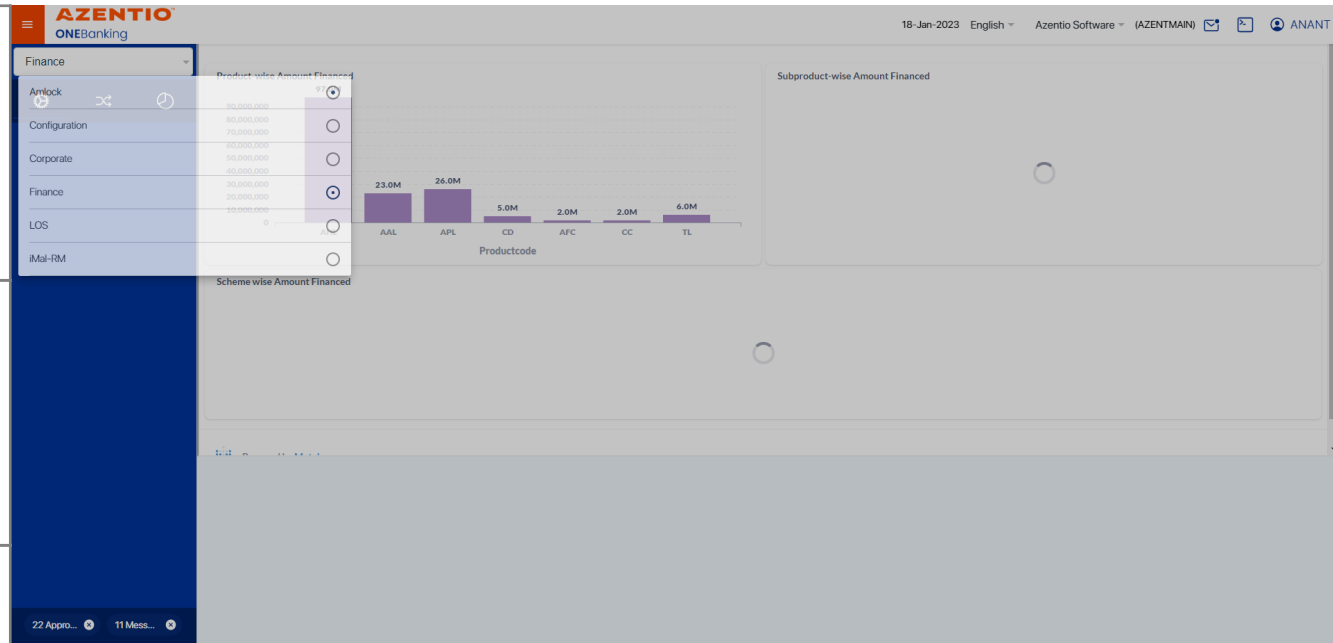 AZENTIO
ONEBanking
18-Jan-2023 English Azentio Software (AZENTMAIN) ANANT
Finance
Amlock
Configuration
Corporate
Finance
LOS
iMal-RM
Product-wise Amount Financed
90,000,000
80,000,000
70,000,000
60,000,000
50,000,000
40,000,000
30,000,000
20,000,000
10,000,000
0
23.0M
26.0M
5.0M
2.0M
2.0M
6.0M
AAL APL CD AFC CC TL
Productcode
Subproduct-wise Amount Financed
Scheme wise Amount Financed
22 Appro... 11 Mess...